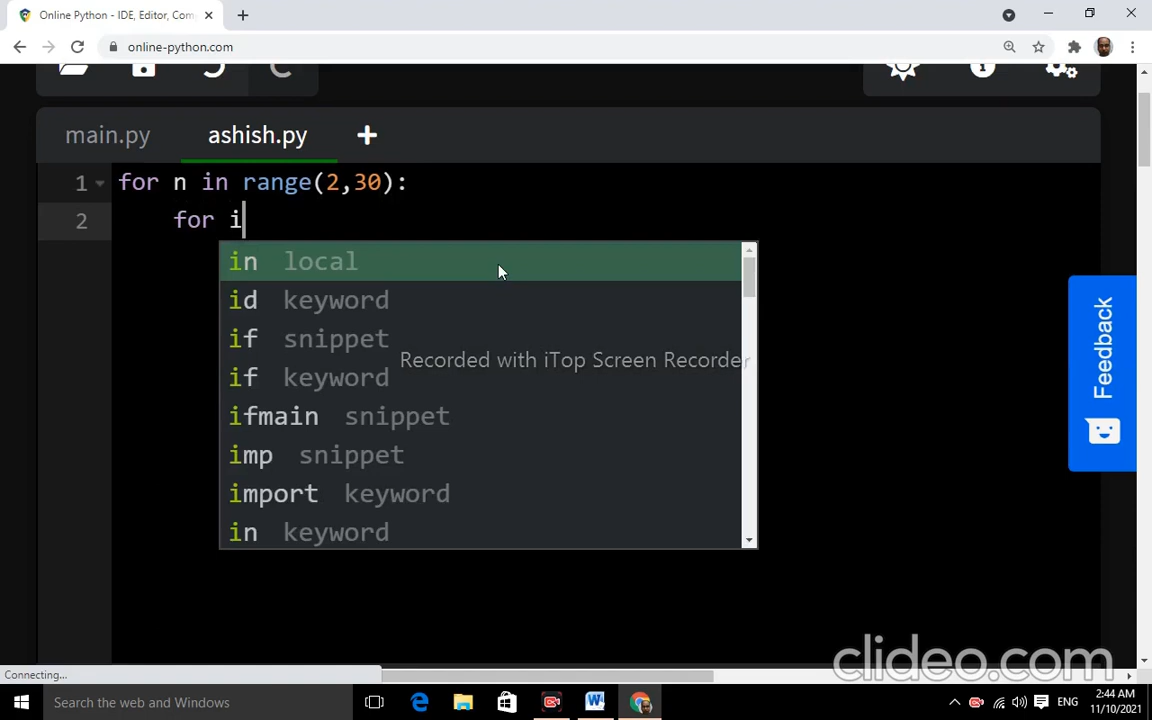 Online Python - IDE, Editor, Com
online-python.com
main.py
ashish.py
1 for n in range(2,30):
2 for i
in local
id keyword
if snippet
if keyword
ifmain snippet
imp snippet
import keyword
in keyword
Recorded with iTop Screen Recorder
Feedback
clideo.com
Connecting...
Search the web and Windows
ENG
2:44 AM
11/10/2021